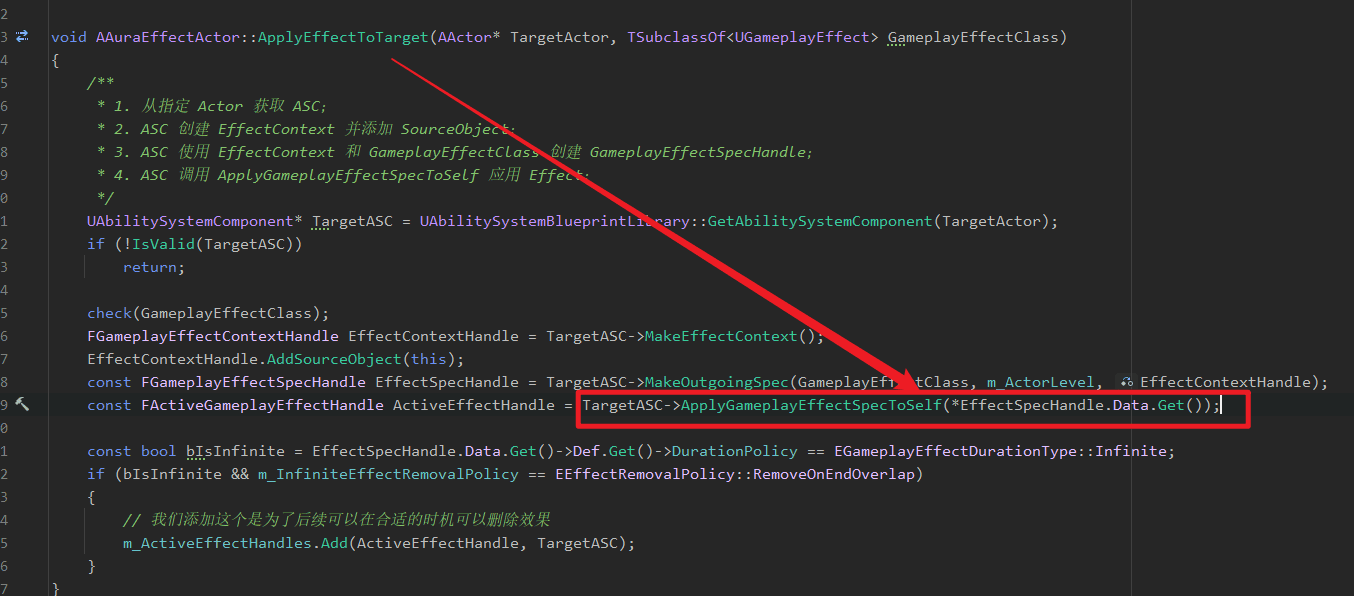 2
3 void AAuraEffectActor::ApplyEffectToTarget(AActor* TargetActor, TSubclassOf<UGameplayEffect> GameplayEffectClass)
4 {
5 /**
6 * 1. 从指定 Actor 获取 ASC;
7 * 2. ASC 创建 EffectContext 并添加 SourceObject;
8 * 3. ASC 使用 EffectContext 和 GameplayEffectClass 创建 GameplayEffectSpecHandle;
9 * 4. ASC 调用 ApplyGameplayEffectSpecToSelf 应用 Effect;
0 */
1 UAbilitySystemComponent* TargetASC = UAbilitySystemBlueprintLibrary::GetAbilitySystemComponent(TargetActor);
2 if (!IsValid(TargetASC))
3 return;
4
5 check(GameplayEffectClass);
6 FGameplayEffectContextHandle EffectContextHandle = TargetASC->MakeEffectContext();
7 EffectContextHandle.AddSourceObject(this);
8 const FGameplayEffectSpecHandle EffectSpecHandle = TargetASC->MakeOutgoingSpec(GameplayEffectClass, m_ActorLevel, EffectContextHandle);
9 const FActiveGameplayEffectHandle ActiveEffectHandle = TargetASC->ApplyGameplayEffectSpecToSelf(*EffectSpecHandle.Data.Get());
0
1 const bool bIsInfinite = EffectSpecHandle.Data.Get()->Def.Get()->DurationPolicy == EGameplayEffectDurationType::Infinite;
2 if (bIsInfinite && m_InfiniteEffectRemovalPolicy == EEffectRemovalPolicy::RemoveOnEndOverlap)
3 {
4 // 我们添加这个是为了后续可以在合适的时机可以删除效果
5 m_ActiveEffectHandles.Add(ActiveEffectHandle, TargetASC);
6 }
7 }